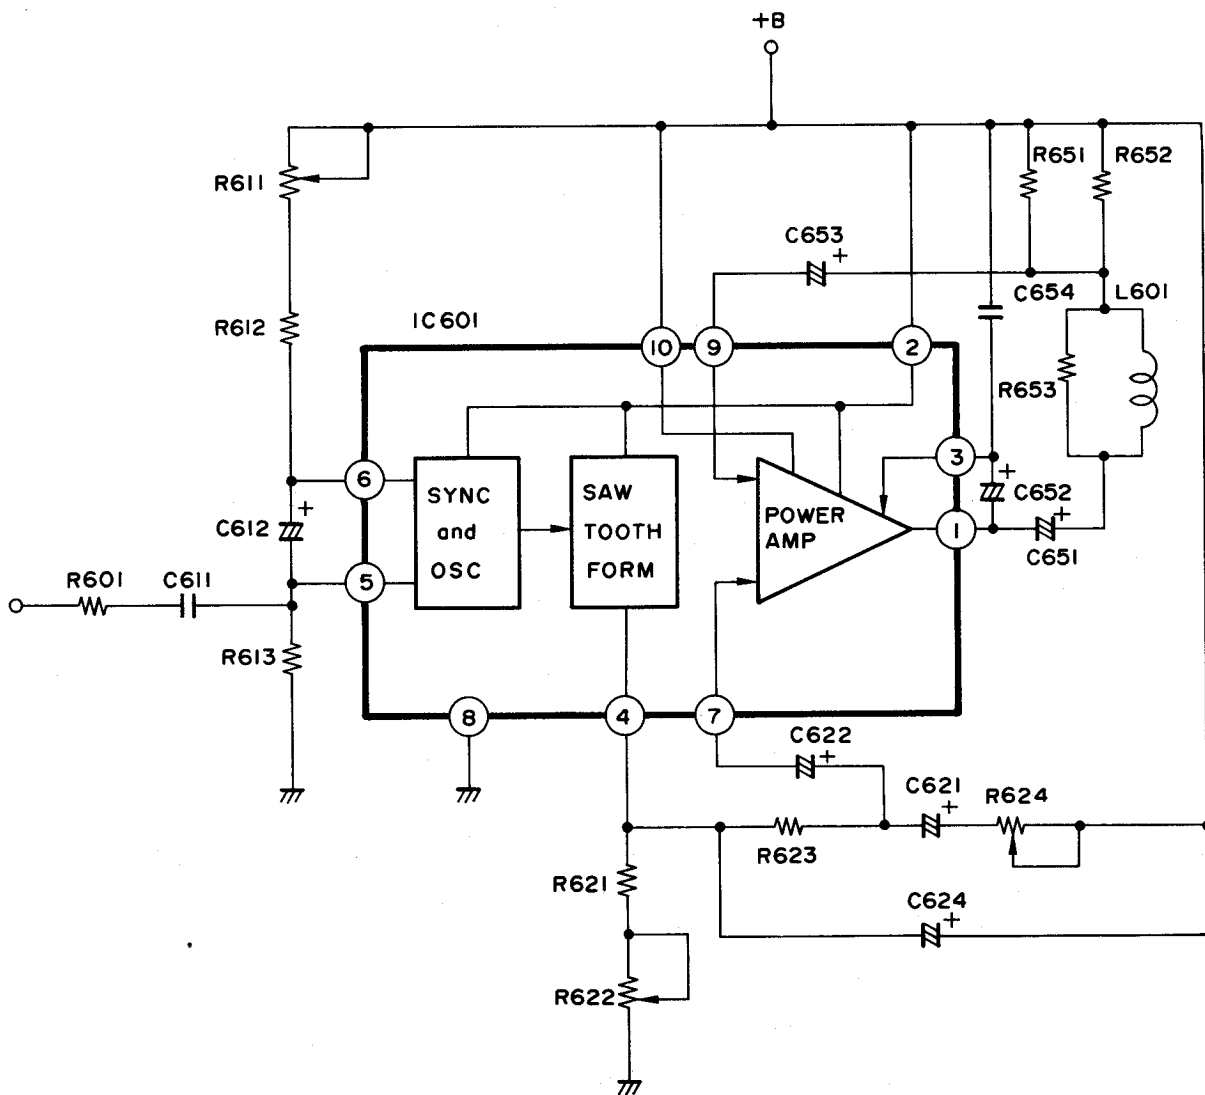 +B
R651
R652
R611
C653
+
C654
L601
R612
IC601
10
9
2
R653
3
+
6
SYNC
and
OSC
SAW
TOOTH
FORM
POWER
AMP
C652
C612
+
1
+
C651
R601
C611
5
R613
8
4
7
C622
+
C621
+
R624
R623
R621
C624
+
R622